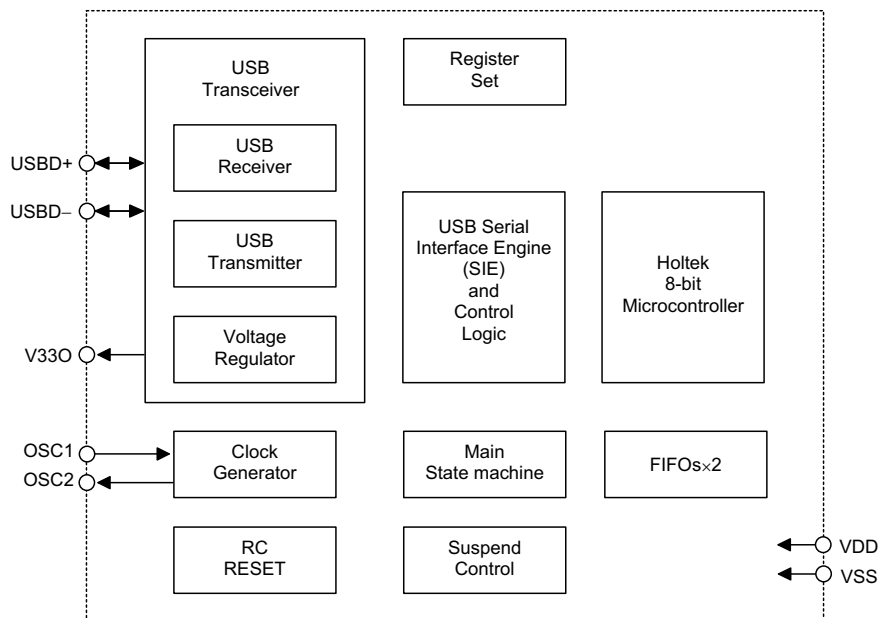 USB
Transceiver
Register
Set
USB
Receiver
USBD+
USBD−
USB
Transmitter
USB Serial
Interface Engine
(SIE)
and
Control
Logic
Holtek
8-bit
Microcontroller
Voltage
Regulator
V33O
OSC1
OSC2
Clock
Generator
Main
State machine
FIFOs×2
RC
RESET
Suspend
Control
VDD
VSS